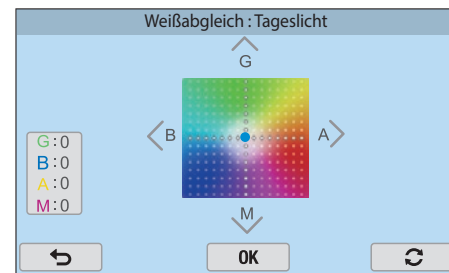 Weißabgleich : Tageslicht
G
B
A
G:0
B:0
A:0
M:0
M
OK